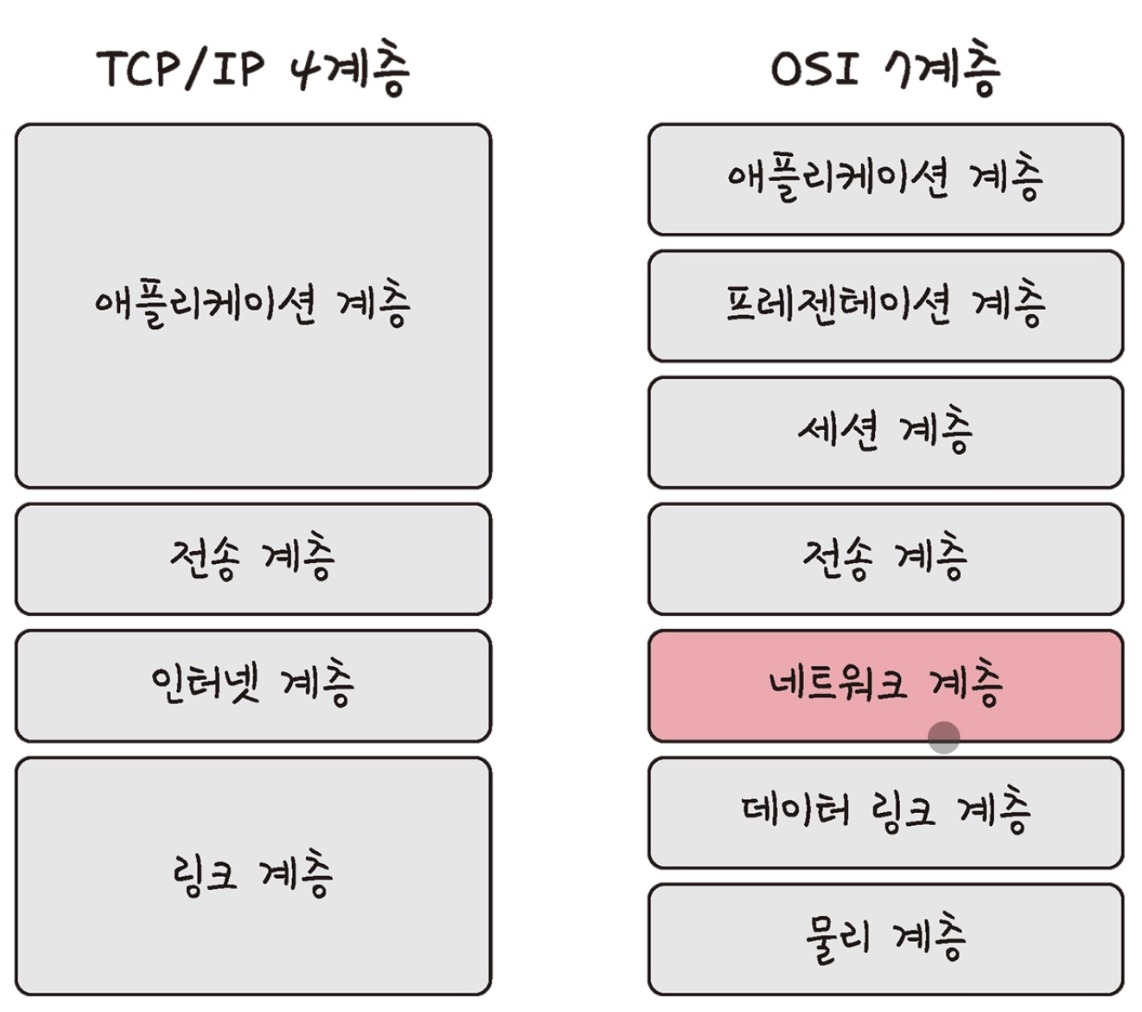 TCP/IP 4계층
애플리케이션 계층
전송 계층
인터넷 계층
링크 계층
OSI 7계층
애플리케이션 계층
프레젠테이션 계층
세션 계층
전송 계층
네트워크 계층
데이터 링크 계층
물리 계층